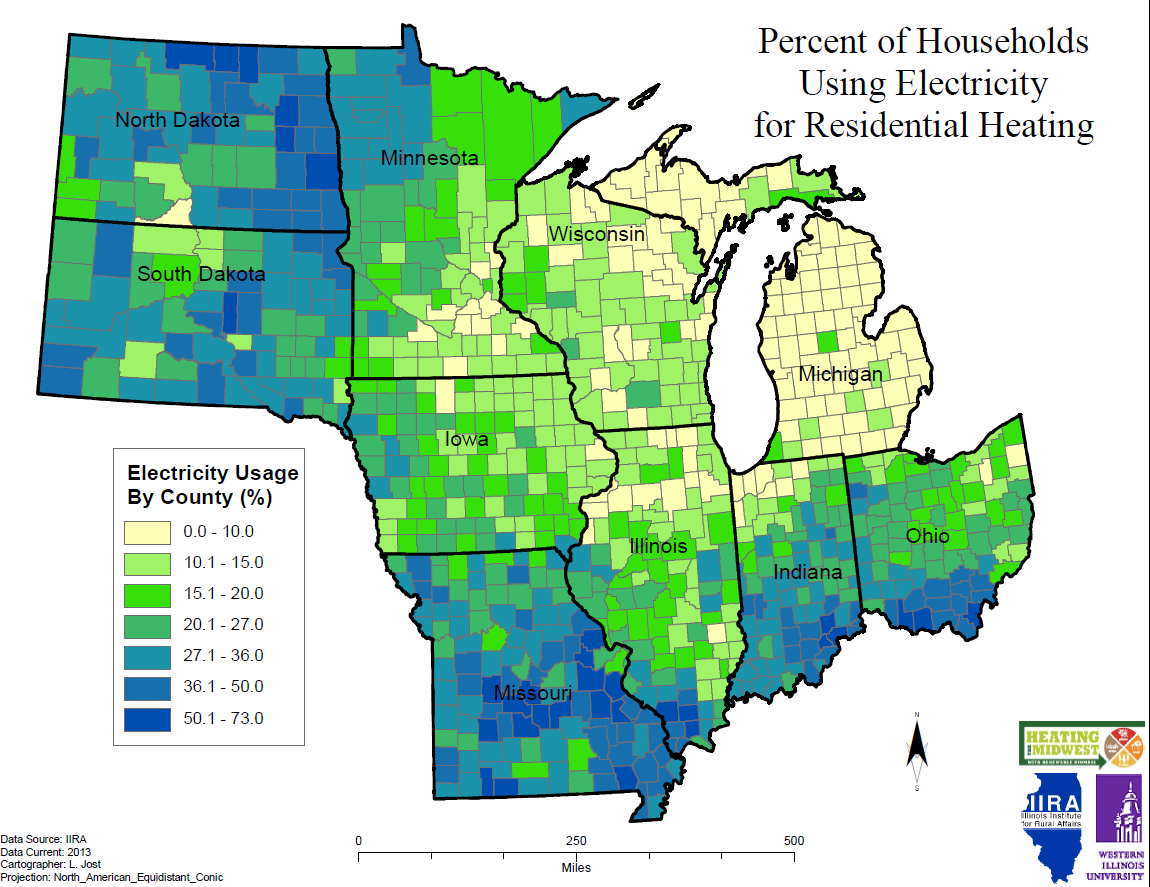 Percent of Households
Using Electricity
for Residential Heating
North Dakota
Minnesota
Wisconsin
South Dakota
Michigan
Iowa
Illinois
Indiana
Ohio
Missouri
Electricity Usage
By County (%)
0.0 - 10.0
10.1 - 15.0
15.1 - 20.0
20.1 - 27.0
27.1 - 36.0
36.1 - 50.0
50.1 - 73.0
N
S
HEATING
THE MIDWEST
WITH RENEWABLE BIOMASS
IIRA
Illinois Institute
for Rural Affairs
WESTERN
ILLINOIS
UNIVERSITY
0
250
500
Miles
Data Source: IIRA
Data Current: 2013
Cartographer: L. Jost
Projection: North_American_Equidistant_Conic